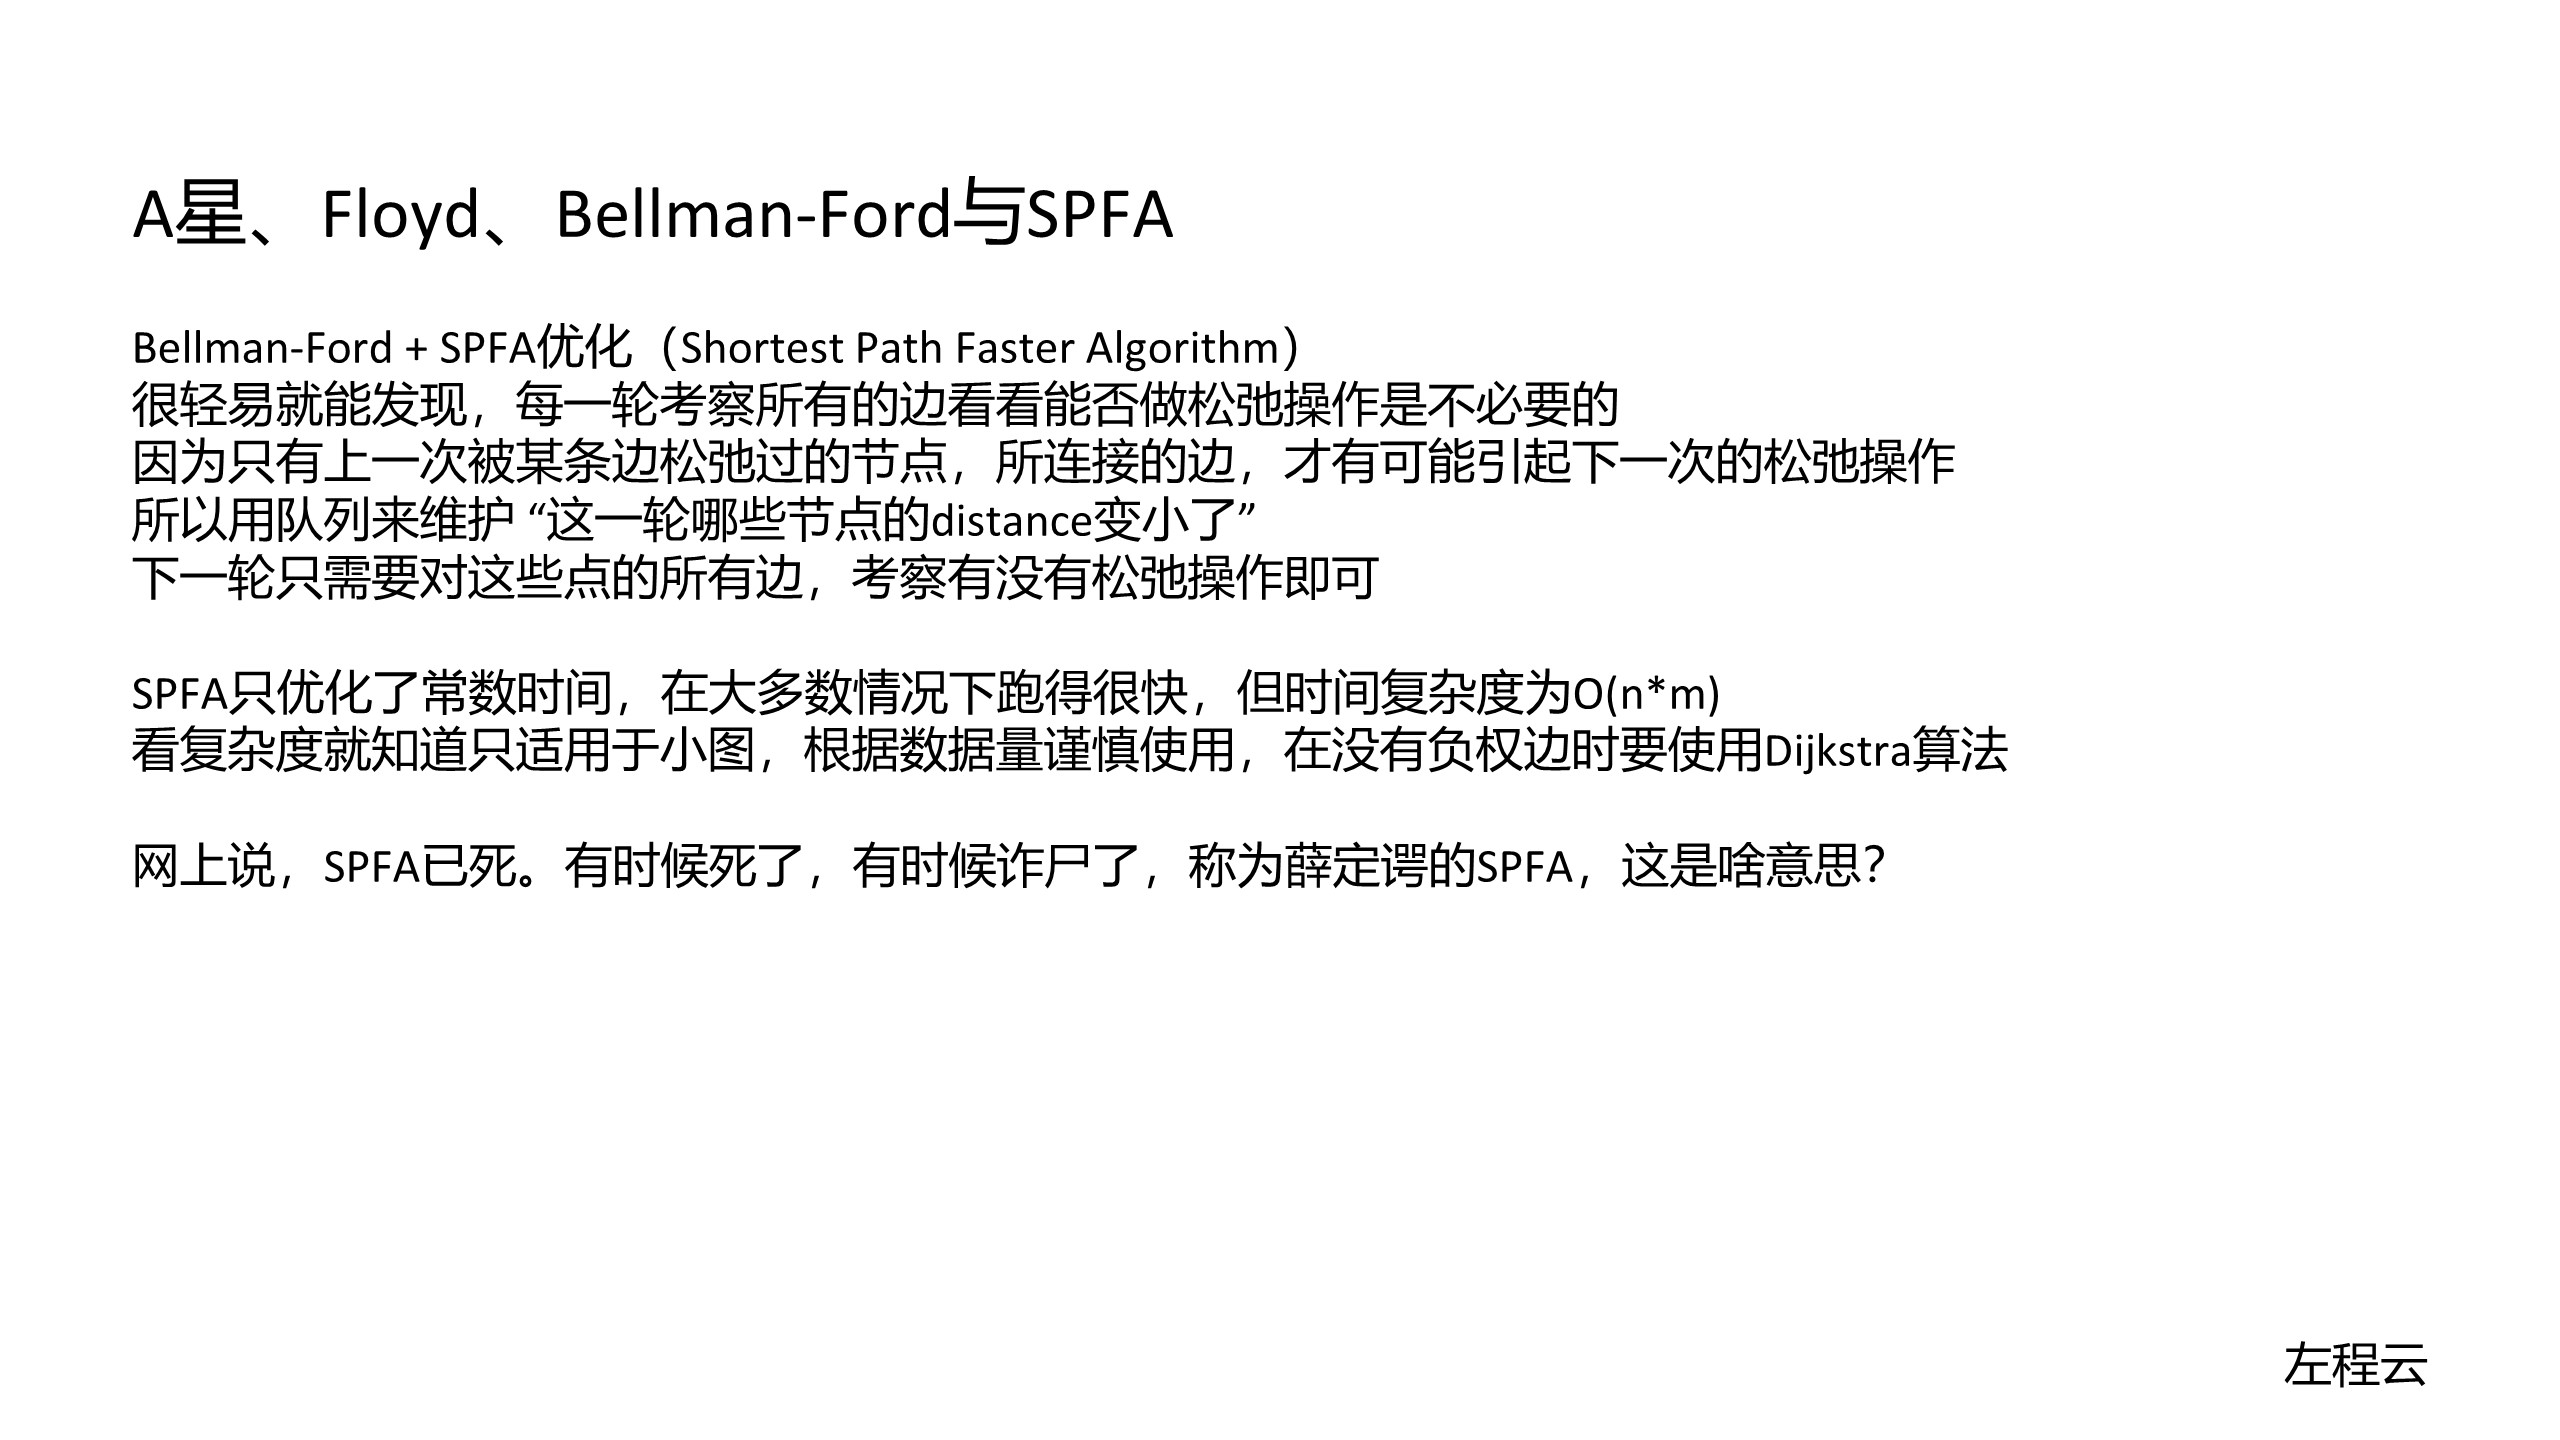 A星、Floyd、Bellman-Ford与SPFA
Bellman-Ford + SPFA优化（Shortest Path Faster Algorithm）
很轻易就能发现，每一轮考察所有的边看看能否做松弛操作是不必要的
因为只有上一次被某条边松弛过的节点，所连接的边，才有可能引起下一次的松弛操作
所以用队列来维护 “这一轮哪些节点的distance变小了”
下一轮只需要对这些点的所有边，考察有没有松弛操作即可
SPFA只优化了常数时间，在大多数情况下跑得很快，但时间复杂度为O(n*m)
看复杂度就知道只适用于小图，根据数据量谨慎使用，在没有负权边时要使用Dijkstra算法
网上说，SPFA已死。有时候死了，有时候诈尸了，称为薛定谔的SPFA，这是啥意思？
左程云